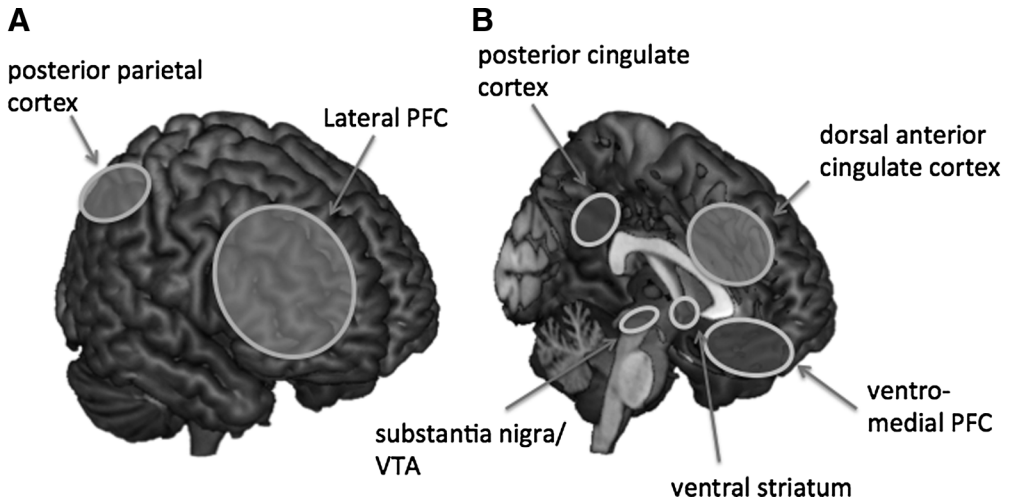 A
posterior parietal
cortex
Lateral PFC
B
posterior cingulate
cortex
dorsal anterior
cingulate cortex
substantia nigra/
VTA
ventral striatum
ventro-
medial PFC